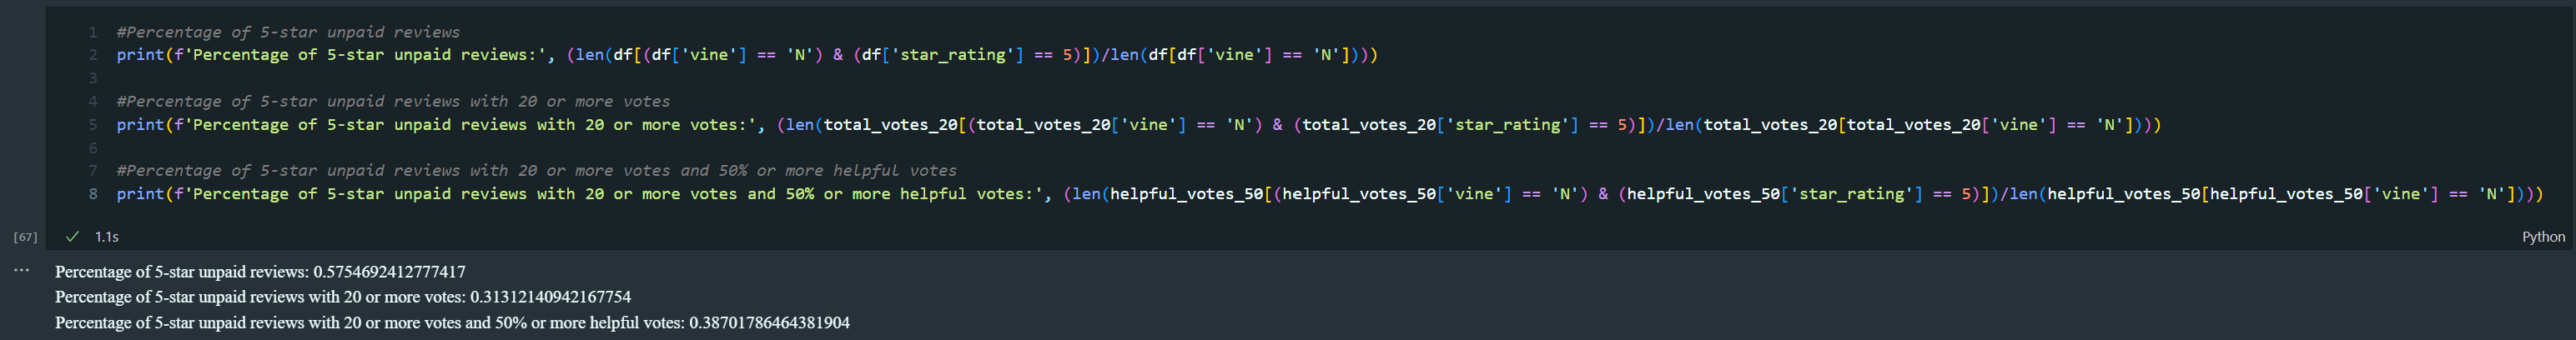 1 #Percentage of 5-star unpaid reviews
2 print(f'Percentage of 5-star unpaid reviews:', (len(df[(df['vine'] == 'N') & (df['star_rating'] == 5)])/len(df[df['vine'] == 'N'])))
3
4 #Percentage of 5-star unpaid reviews with 20 or more votes
5 print(f'Percentage of 5-star unpaid reviews with 20 or more votes:', (len(total_votes_20[(total_votes_20['vine'] == 'N') & (total_votes_20['star_rating'] == 5)])/len(total_votes_20[total_votes_20['vine'] == 'N'])))
6
7 #Percentage of 5-star unpaid reviews with 20 or more votes and 50% or more helpful votes
8 print(f'Percentage of 5-star unpaid reviews with 20 or more votes and 50% or more helpful votes:', (len(helpful_votes_50[(helpful_votes_50['vine'] == 'N') & (helpful_votes_50['star_rating'] == 5)])/len(helpful_votes_50[helpful_votes_50['vine'] == 'N'])))
[67] ✓ 1.1s Python
... Percentage of 5-star unpaid reviews: 0.5754692412777417
Percentage of 5-star unpaid reviews with 20 or more votes: 0.31312140942167754
Percentage of 5-star unpaid reviews with 20 or more votes and 50% or more helpful votes: 0.38701786464381904